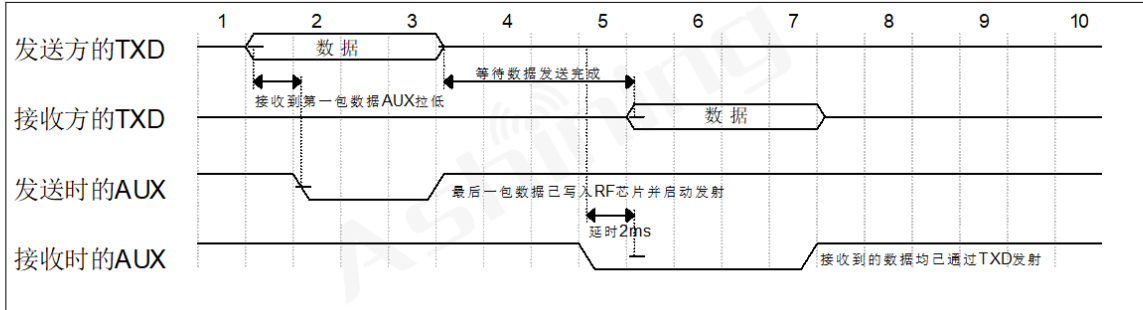 1 2 3 4 5 6 7 8 9 10
发送方的TXD
数据
等待数据发送完成
接收到第一包数据AUX拉低
接收方的TXD
数据
发送时的AUX
最后一包数据已写入RF芯片并启动发射
延时2ms
接收时的AUX
接收到的数据均已通过TXD发射
Ashining